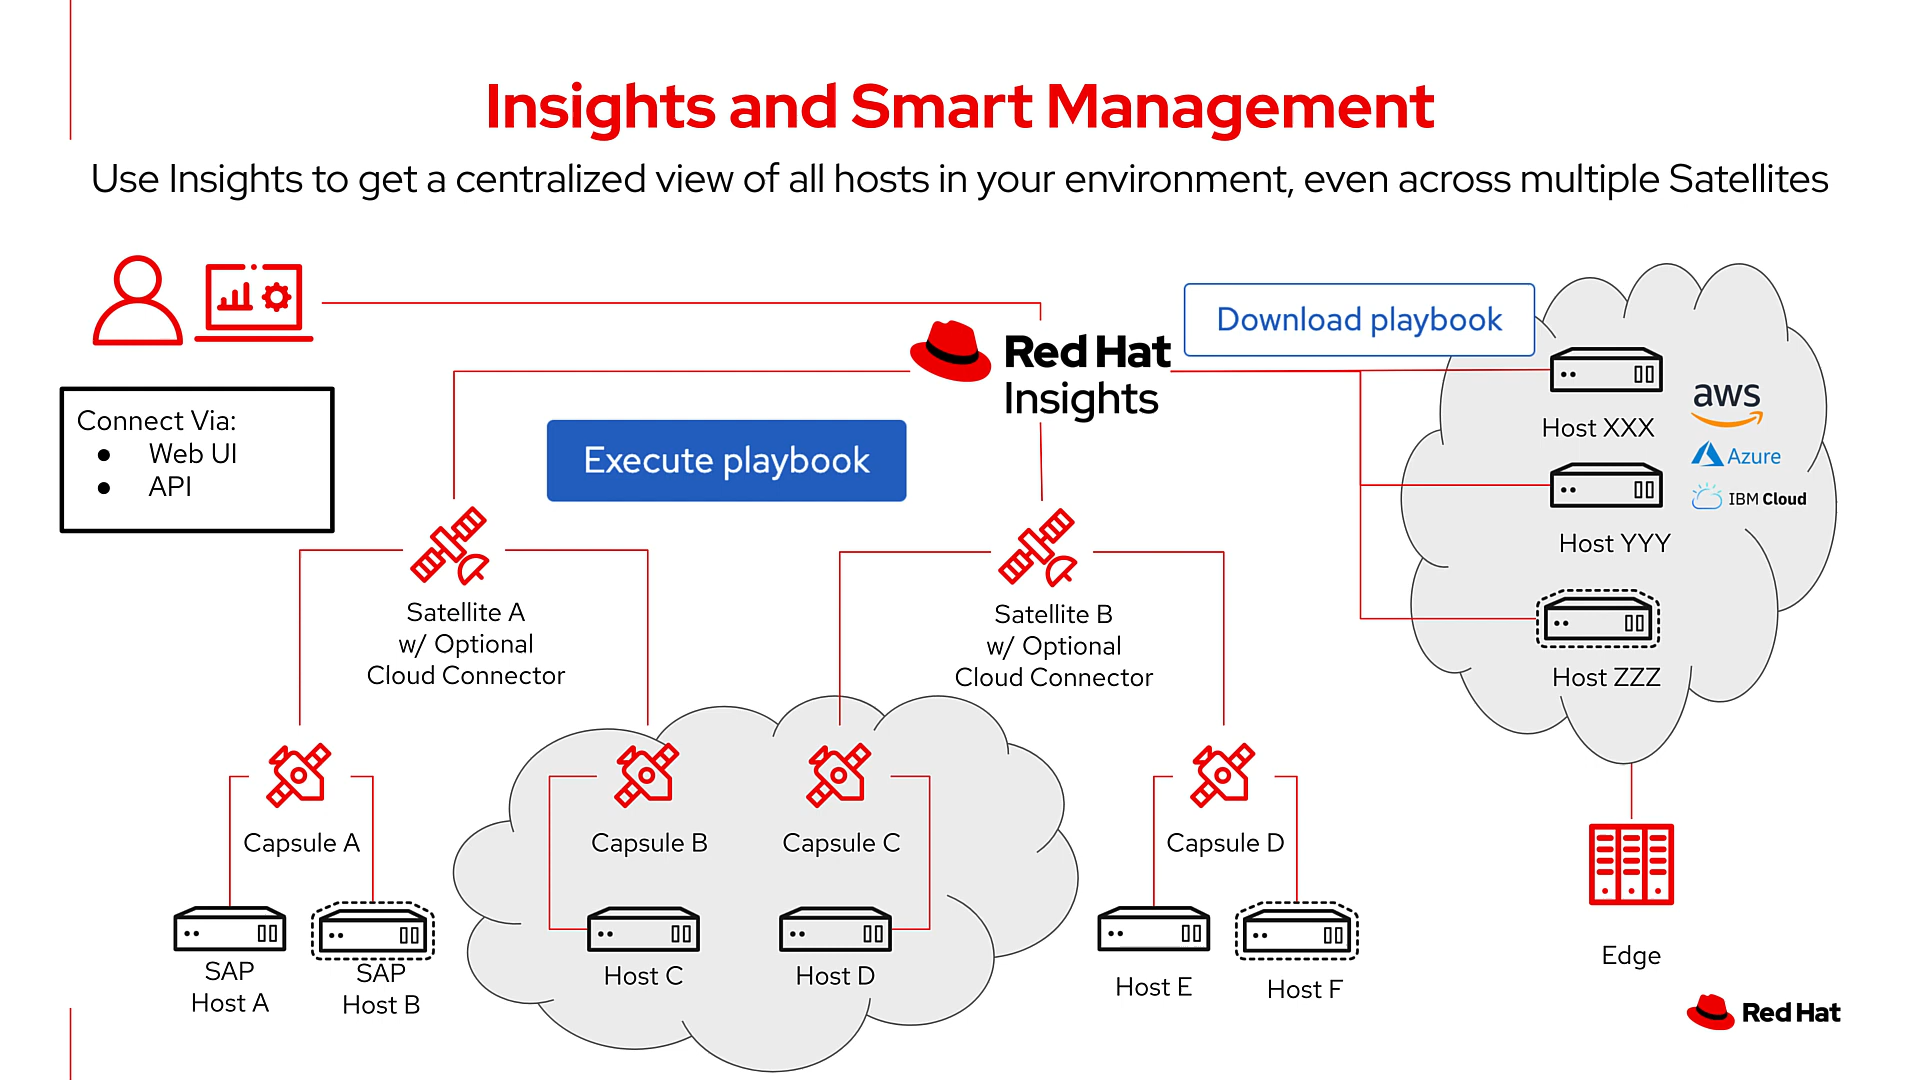 Insights and Smart Management
Use Insights to get a centralized view of all hosts in your environment, even across multiple Satellites
Connect Via:
● Web UI
● API
Red Hat
Insights
Download playbook
Execute playbook
Host XXX
aws
Azure
IBM Cloud
Host YYY
Host ZZZ
Satellite A
w/ Optional
Cloud Connector
Satellite B
w/ Optional
Cloud Connector
Capsule A
Capsule B
Capsule C
Capsule D
SAP
Host A
SAP
Host B
Host C
Host D
Host E
Host F
Edge
Red Hat